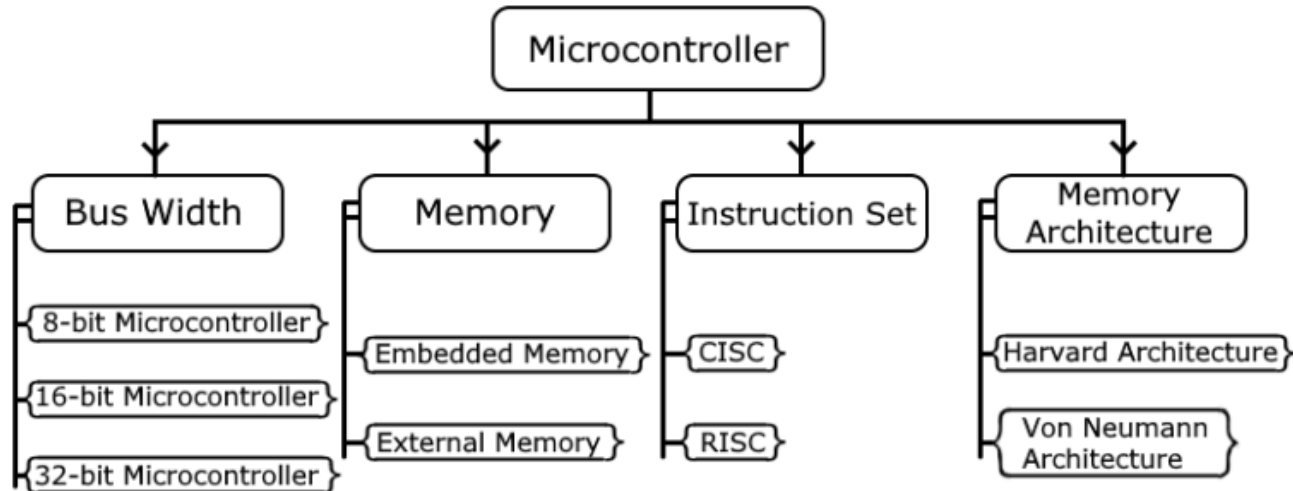 Microcontroller
Bus Width
Memory
Instruction Set
Memory
Architecture
8-bit Microcontroller
16-bit Microcontroller
32-bit Microcontroller
Embedded Memory
External Memory
CISC
RISC
Harvard Architecture
Von Neumann
Architecture